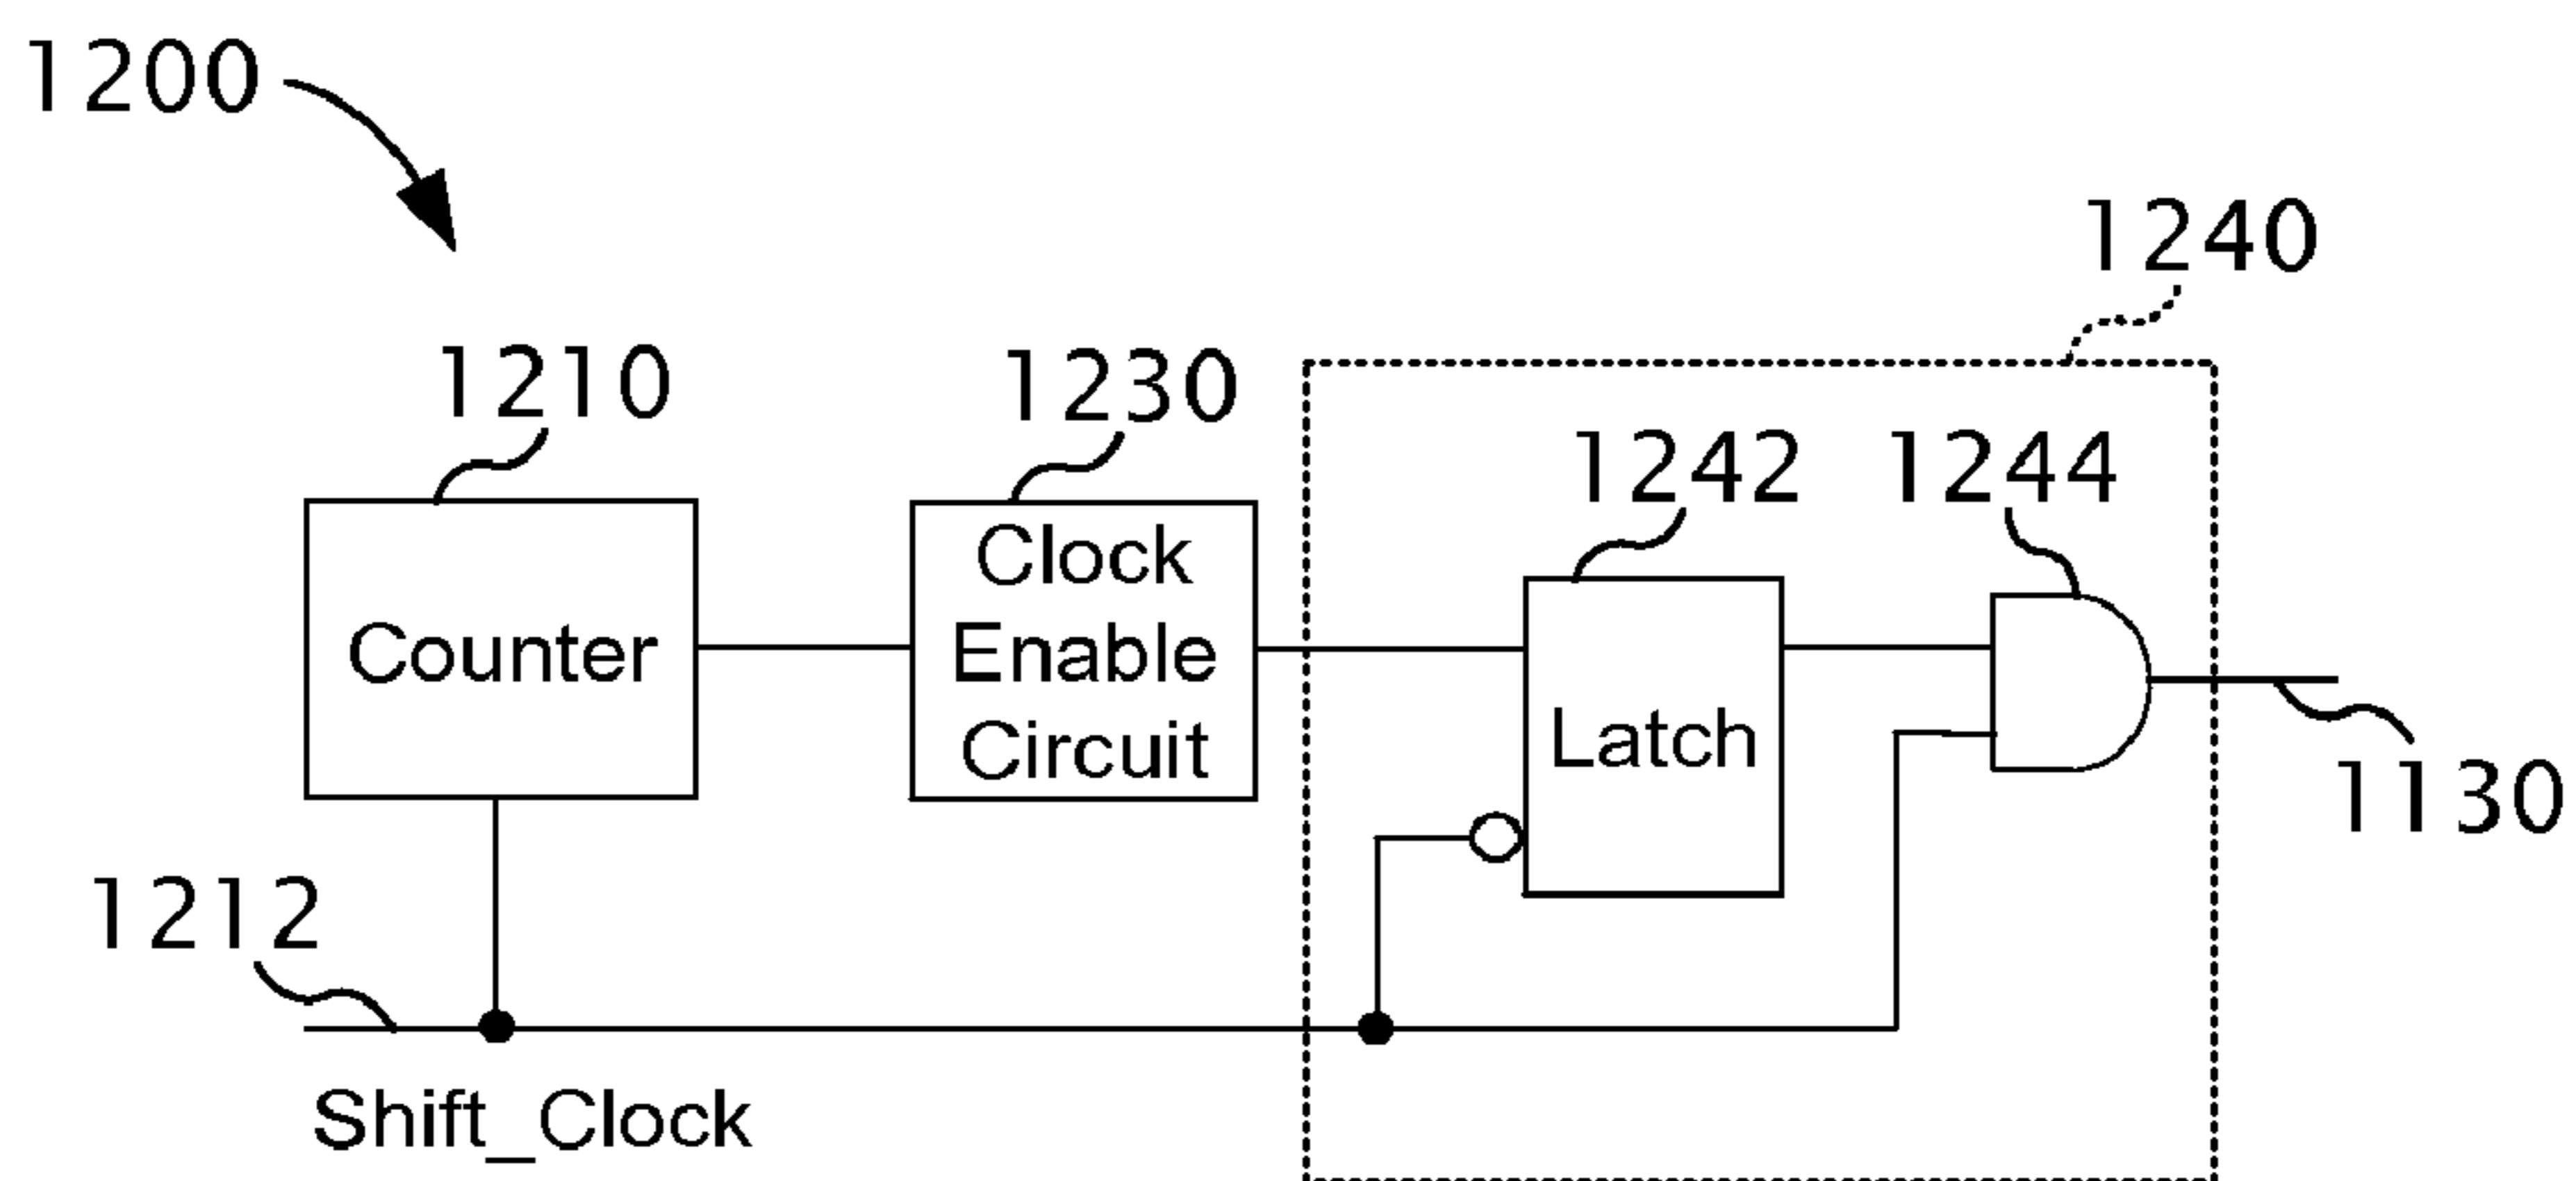 1200
1240
1210
1230
1242
1244
Counter
Clock
Enable
Circuit
Latch
1130
1212
Shift_Clock